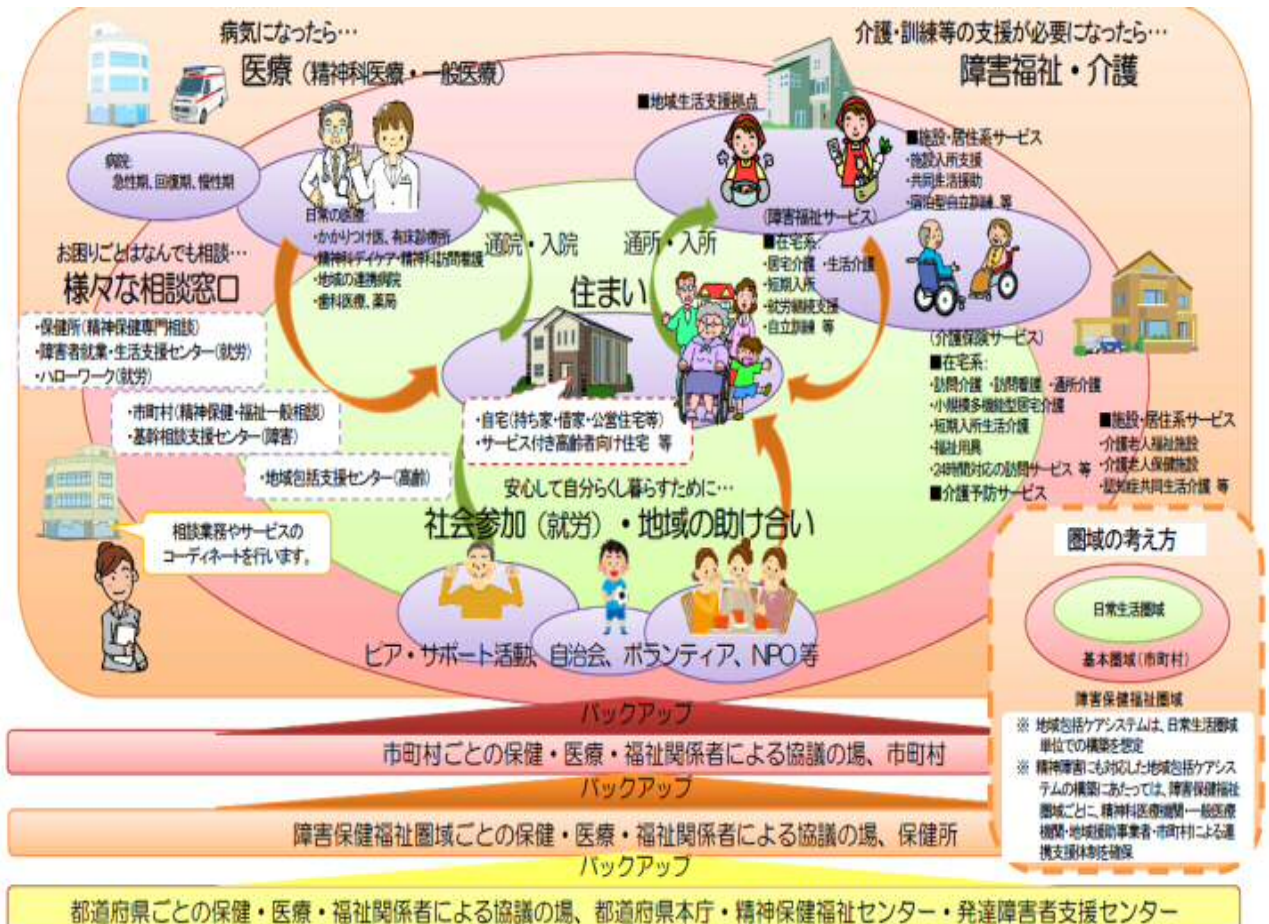 病気になったら…
医療(精神科医療・一般医療)
介護・訓練等の支援が必要になったら…
障害福祉・介護
病院:
急性期、回復期、慢性期
日常の医療:
・かかりつけ医、有床診療所
・精神科デイケア・精神科訪問看護
・地域の連携病院
・歯科医療、薬局
通院・入院
通所・入所
■地域生活支援拠点
■施設・居住系サービス
・施設入所支援
・共同生活援助
・宿泊型自立訓練 等
(障害福祉サービス)
■在宅系:
・居宅介護 ・生活介護
・短期入所
・就労継続支援
・自立訓練 等
お困りごとはなんでも相談…
様々な相談窓口
・保健所(精神保健専門相談)
・障害者就業・生活支援センター(就労)
・ハローワーク(就労)
・市町村(精神保健・福祉一般相談)
・基幹相談支援センター(障害)
・地域包括支援センター(高齢)
相談業務やサービスの
コーディネートを行います。
住まい
・自宅(持ち家・借家・公営住宅等)
・サービス付き高齢者向け住宅 等
(介護保険サービス)
■在宅系:
・訪問介護 ・訪問看護 ・通所介護
・小規模多機能型居宅介護
・短期入所生活介護
・福祉用具
・24時間対応の訪問サービス 等
■介護予防サービス
■施設・居住系サービス
・介護老人福祉施設
・介護老人保健施設
・認知症共同生活介護 等
安心して自分らしく暮らすために…
社会参加(就労)・地域の助け合い
ピア・サポート活動、自治会、ボランティア、NPO等
圏域の考え方
日常生活圏域
基本圏域(市町村)
障害保健福祉圏域
※ 地域包括ケアシステムは、日常生活圏域
単位での構築を想定
※ 精神障害にも対応した地域包括ケアシス
テムの構築にあたっては、障害保健福祉
圏域ごとに、精神科医療機関・一般医療
機関・地域援助事業者・市町村による連
携支援体制を確保
バックアップ
市町村ごとの保健・医療・福祉関係者による協議の場、市町村
バックアップ
障害保健福祉圏域ごとの保健・医療・福祉関係者による協議の場、保健所
バックアップ
都道府県ごとの保健・医療・福祉関係者による協議の場、都道府県本庁・精神保健福祉センター・発達障害者支援センター